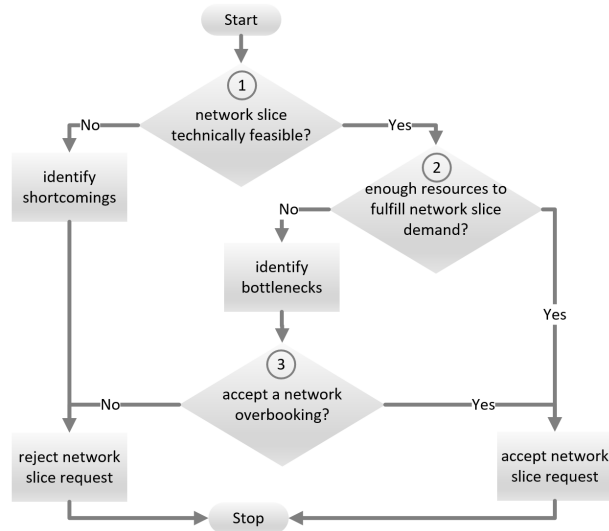 Start
1
network slice
technically feasible?
No
Yes
2
enough resources to
fulfill network slice
demand?
identify
shortcomings
No
identify
bottlenecks
Yes
3
accept a network
overbooking?
No
Yes
reject network
slice request
accept network
slice request
Stop